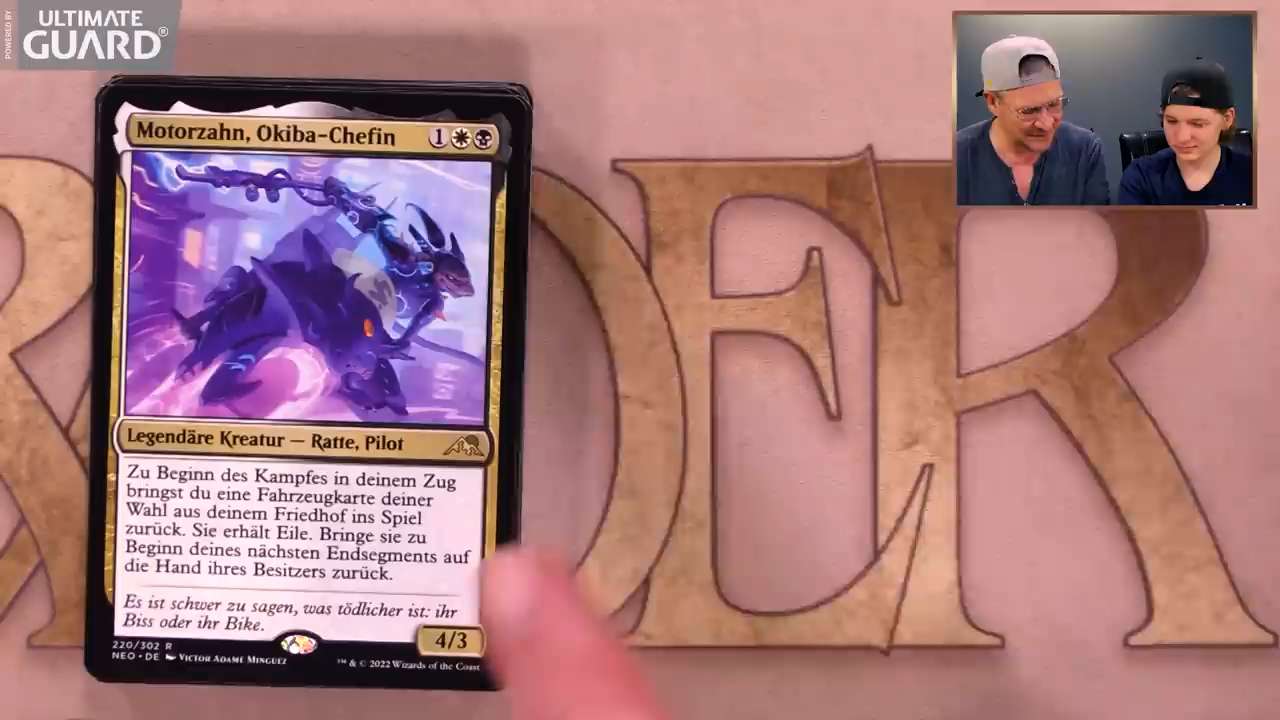 POWERED BY
ULTIMATE
GUARD®
Motorzahn, Okiba-Chefin 1
Legendäre Kreatur — Ratte, Pilot
Zu Beginn des Kampfes in deinem Zug
bringst du eine Fahrzeugkarte deiner
Wahl aus deinem Friedhof ins Spiel
zurück. Sie erhält Eile. Bringe sie zu
Beginn deines nächsten Endsegments auf
die Hand ihres Besitzers zurück.
Es ist schwer zu sagen, was tödlicher ist: ihr
Biss oder ihr Bike.
4/3
220/302 R
NEO • DE VICTOR ADAME MINGUEZ
™ & © 2022 Wizards of the Coast
DER